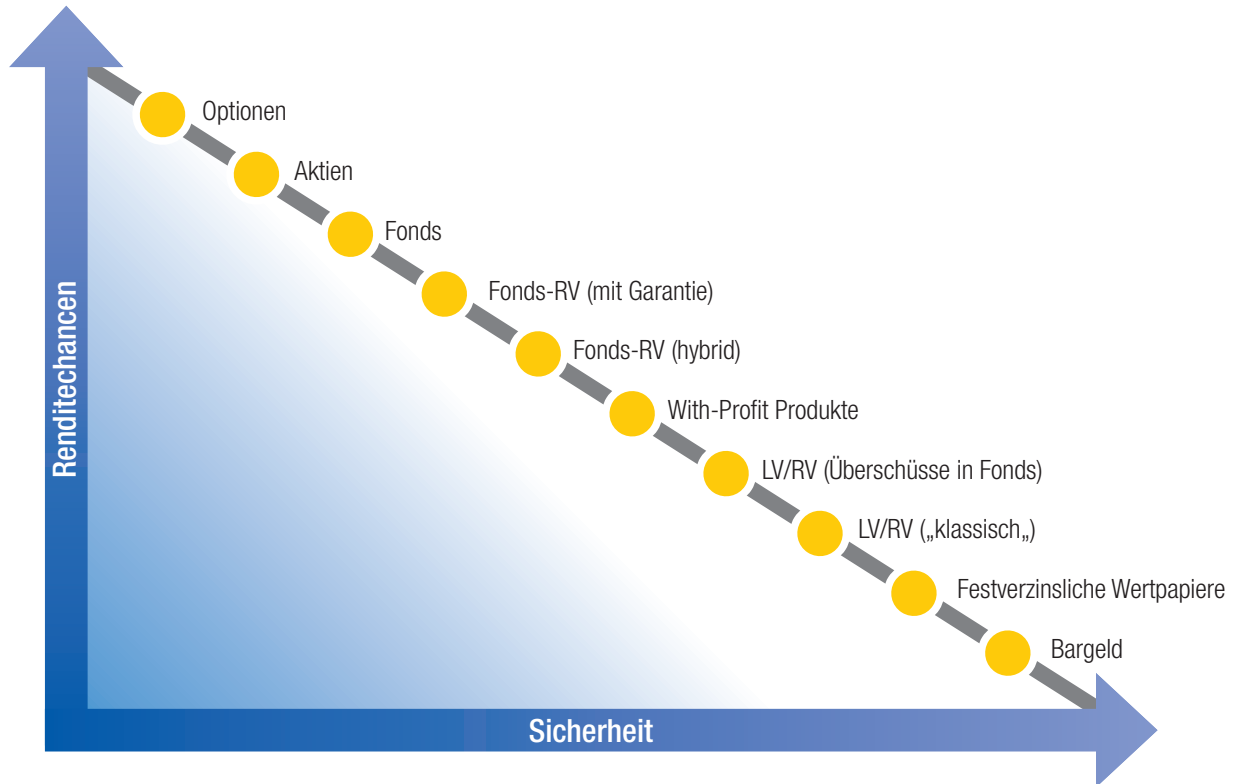 Optionen
Aktien
Fonds
Fonds-RV (mit Garantie)
Fonds-RV (hybrid)
With-Profit Produkte
LV/RV (Überschüsse in Fonds)
LV/RV („klassisch„)
Festverzinsliche Wertpapiere
Bargeld
Renditechancen
Sicherheit